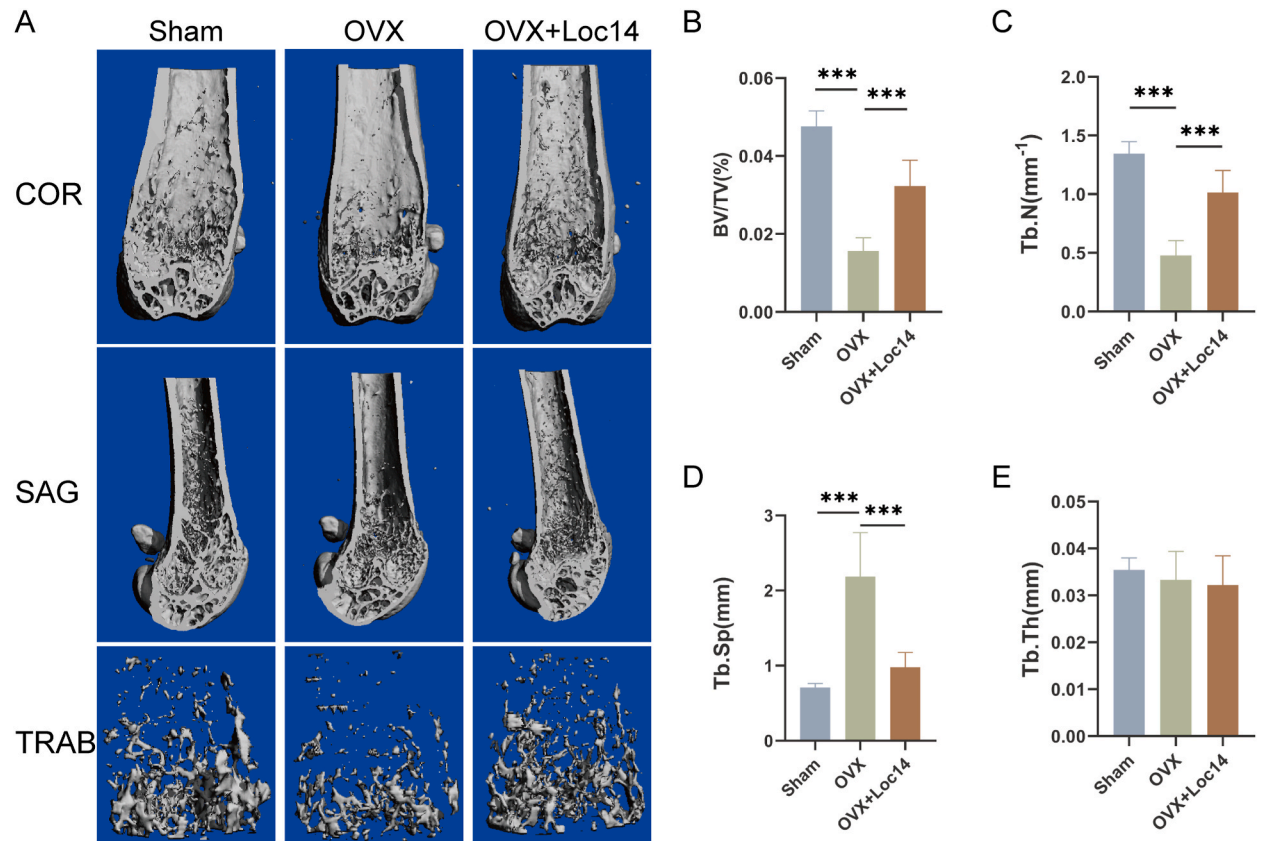 A
Sham OVX OVX+Loc14
COR
SAG
TRAB
B
BV/TV(%)
0.06
0.04
0.02
0.00
***
***
Sham
OVX
OVX+Loc14
C
Tb.N(mm⁻¹)
2.0
1.5
1.0
0.5
0.0
***
***
Sham
OVX
OVX+Loc14
D
Tb.Sp(mm)
3
2
1
0
***
***
Sham
OVX
OVX+Loc14
E
Tb.Th(mm)
0.05
0.04
0.03
0.02
0.01
0.00
Sham
OVX
OVX+Loc14